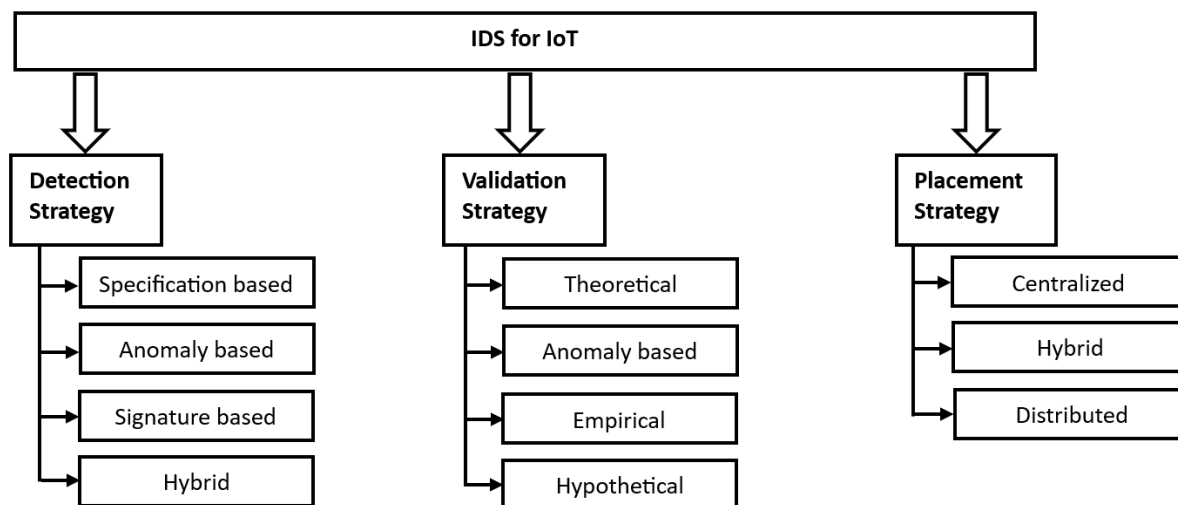 IDS for IoT
Detection
Strategy
Specification based
Anomaly based
Signature based
Hybrid
Validation
Strategy
Theoretical
Anomaly based
Empirical
Hypothetical
Placement
Strategy
Centralized
Hybrid
Distributed